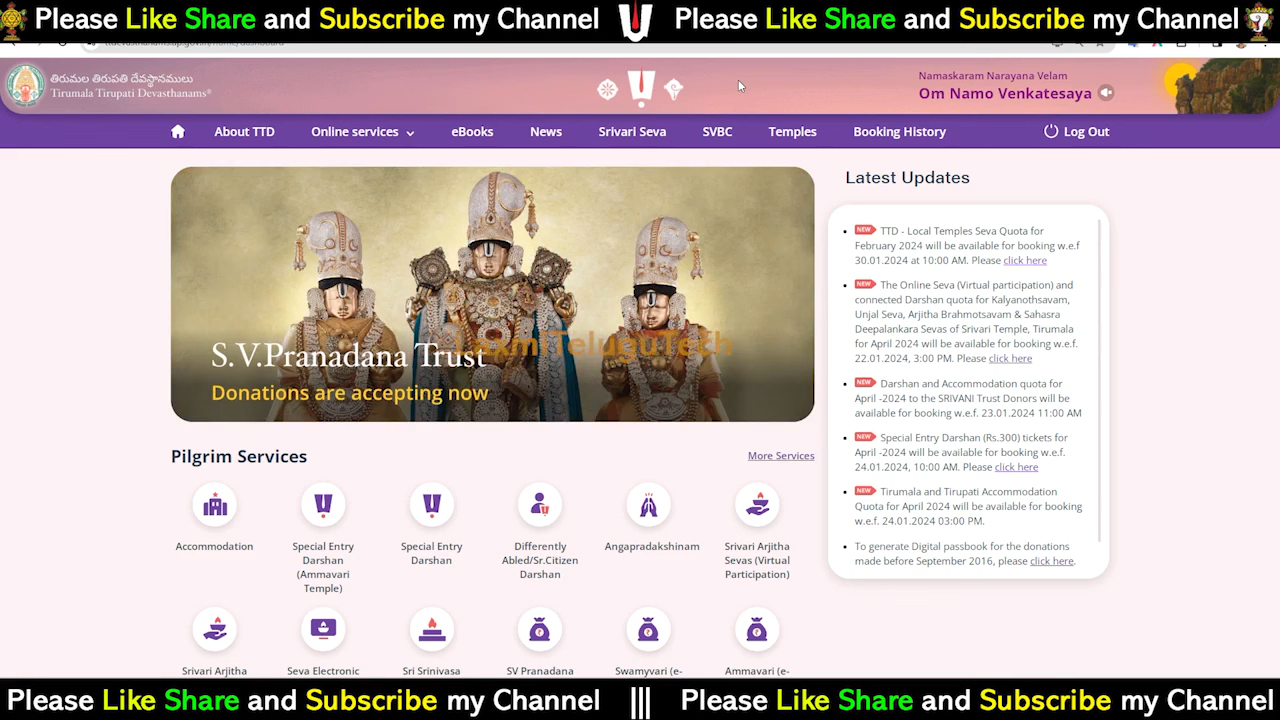 Please Like Share and Subscribe my Channel Please Like Share and Subscribe my Channel
తిరుమల తిరుపతి దేవస్థానములు
Tirumala Tirupati Devasthanams
Namaskaram Narayana Velam
Om Namo Venkatesaya
About TTD Online services eBooks News Srivari Seva SVBC Temples Booking History Log Out
S.V.Pranadana Trust
Donations are accepting now
LaxmiTeluguTech
Latest Updates
NEW TTD - Local Temples Seva Quota for
February 2024 will be available for booking w.e.f
30.01.2024 at 10:00 AM. Please click here
NEW The Online Seva (Virtual participation) and
connected Darshan quota for Kalyanothsavam,
Unjal Seva, Arjitha Brahmotsavam & Sahasra
Deepalankara Sevas of Srivari Temple, Tirumala
for April 2024 will be available for booking w.e.f.
22.01.2024, 3:00 PM. Please click here
NEW Darshan and Accommodation quota for
April -2024 to the SRIVANI Trust Donors will be
available for booking w.e.f. 23.01.2024 11:00 AM
NEW Special Entry Darshan (Rs.300) tickets for
April -2024 will be available for booking w.e.f.
24.01.2024, 10:00 AM. Please click here
NEW Tirumala and Tirupati Accommodation
Quota for April 2024 will be available for booking
w.e.f. 24.01.2024 03:00 PM.
To generate Digital passbook for the donations
made before September 2016, please click here.
Pilgrim Services More Services
Accommodation
Special Entry
Darshan
(Ammavari
Temple)
Special Entry
Darshan
Differently
Abled/Sr.Citizen
Darshan
Angapradakshinam
Srivari Arjitha
Sevas (Virtual
Participation)
Srivari Arjitha
Seva Electronic
Sri Srinivasa
SV Pranadana
Swamyvari (e-
Ammavari (e-
Please Like Share and Subscribe my Channel ||| Please Like Share and Subscribe my Channel